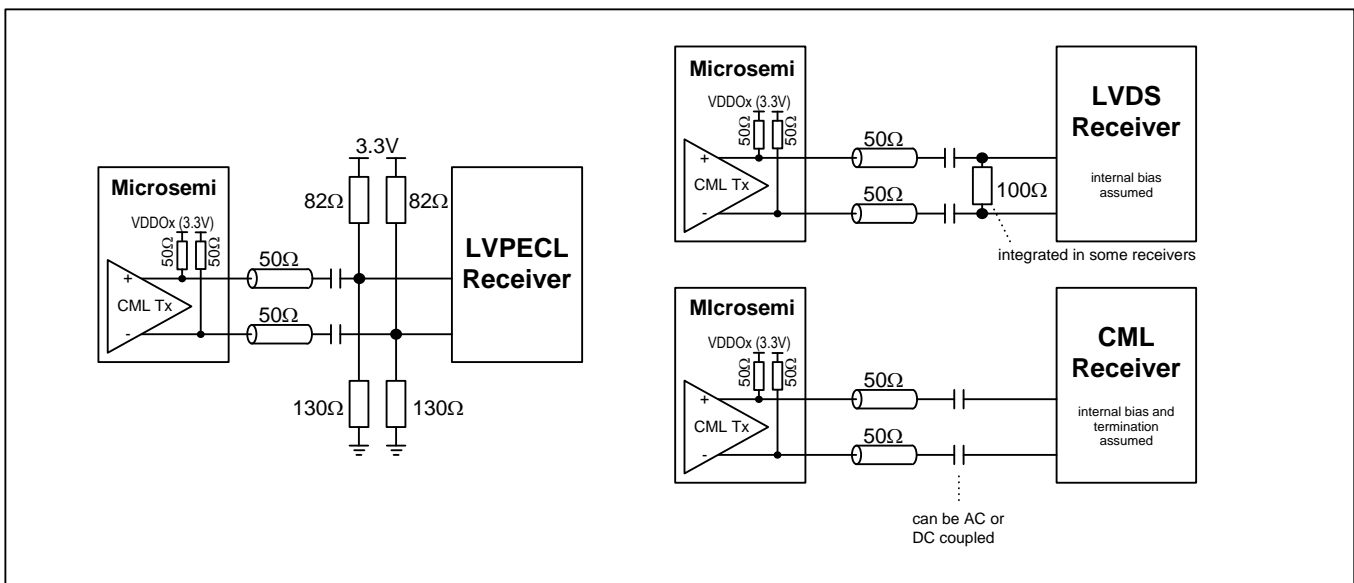 Microsemi
VDDOx (3.3V)
50Ω
50Ω
+
CML Tx
-
50Ω
50Ω
3.3V
82Ω
82Ω
130Ω
130Ω
LVPECL
Receiver
Microsemi
VDDOx (3.3V)
50Ω
50Ω
+
CML Tx
-
50Ω
50Ω
100Ω
integrated in some receivers
LVDS
Receiver
internal bias
assumed
MIcrosemi
VDDOx (3.3V)
50Ω
50Ω
+
CML Tx
-
50Ω
50Ω
can be AC or
DC coupled
CML
Receiver
internal bias and
termination
assumed